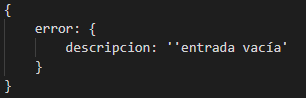 {
error: {
descripcion: ''entrada vacía'
}
}